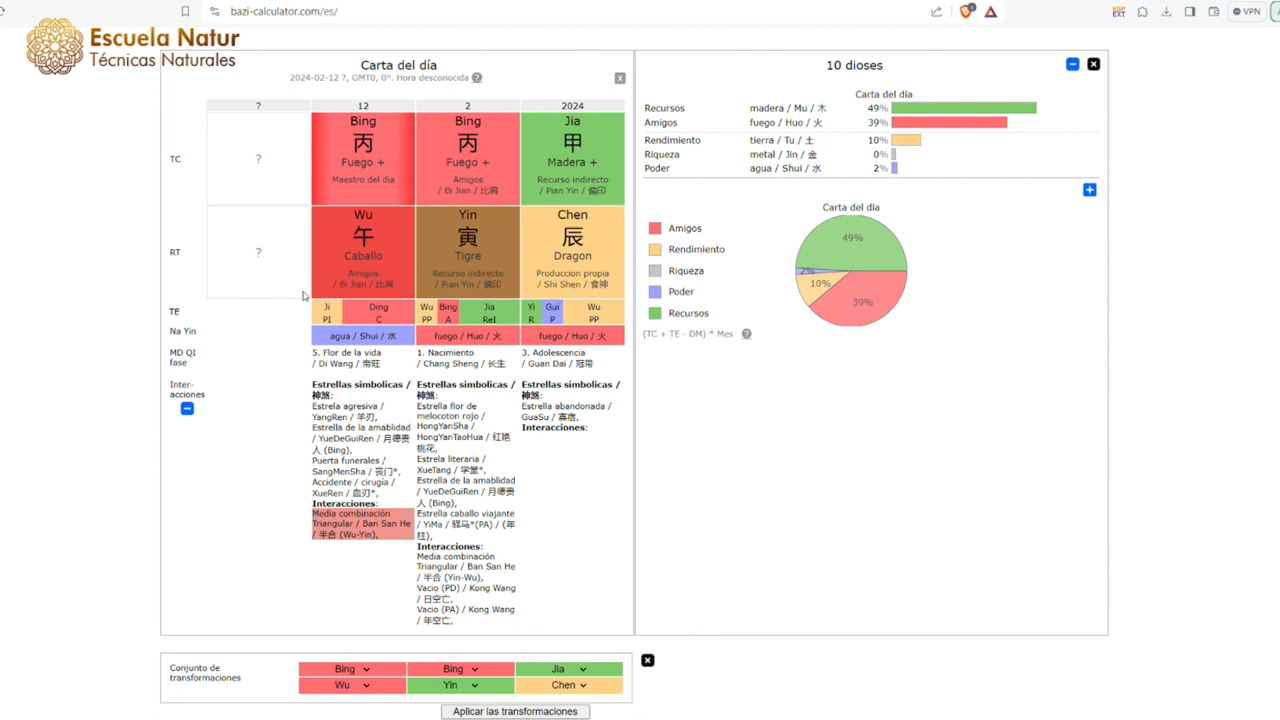 bazi-calculator.com/es/
KDP
EXT
VPN
Escuela Natur
Técnicas Naturales
Carta del día
2024-02-12 ?, GMT0, 0°. Hora desconocida ?
x
? 12 2 2024
TC
?
Bing
丙
Fuego +
Maestro del dia
Bing
丙
Fuego +
Amigos
/ Bi Jian / 比肩
Jia
甲
Madera +
Recurso indirecto
/ Pian Yin / 偏印
RT
?
Wu
午
Caballo
Amigos
/ Bi Jian / 比肩
Yin
寅
Tigre
Recurso indirecto
/ Pian Yin / 偏印
Chen
辰
Dragon
Produccion propia
/ Shi Shen / 食神
TE
Ji Ding Wu Bing Jia Yi Gui Wu
PI C PP A ReI R P PP
Na Yin
agua / Shui / 水 fuego / Huo / 火 fuego / Huo / 火
MD QI
fase
5. Flor de la vida
/ Di Wang / 帝旺
1. Nacimiento
/ Chang Sheng / 长生
3. Adolescencia
/ Guan Dai / 冠带
Inter-
acciones
Estrellas simbolicas /
神煞:
Estrela agresiva /
YangRen / 羊刃,
Estrella de la amablidad
/ YueDeGuiRen / 月德贵
人 (Bing),
Puerta funerales /
SangMenSha / 丧门*,
Accidente / cirugía /
XueRen / 血刃*,
Interacciones:
Media combinación
Triangular / Ban San He
/ 半合 (Wu-Yin),
Estrellas simbolicas /
神煞:
Estrella flor de
melocoton rojo /
HongYanSha /
HongYanTaoHua / 红艳
桃花,
Estrela literaria /
XueTang / 学堂*,
Estrella de la amablidad
/ YueDeGuiRen / 月德贵
人 (Bing),
Estrella caballo viajante
/ YiMa / 驿马*(PA) / (年
柱),
Interacciones:
Media combinación
Triangular / Ban San He
/ 半合 (Yin-Wu),
Vacio (PD) / Kong Wang
/ 日空亡,
Vacio (PA) / Kong Wang
/ 年空亡,
Estrellas simbolicas /
神煞:
Estrella abandonada /
GuaSu / 寡宿,
Interacciones:
10 dioses
Carta del día
Recursos madera / Mu / 木 49%
Amigos fuego / Huo / 火 39%
Rendimiento tierra / Tu / 土 10%
Riqueza metal / Jin / 金 0%
Poder agua / Shui / 水 2%
Carta del día
Amigos
Rendimiento
Riqueza
Poder
Recursos
49%
2%
10%
39%
(TC + TE - DM) * Mes ?
Conjunto de
transformaciones
Bing Bing Jia
Wu Yin Chen
Aplicar las transformaciones